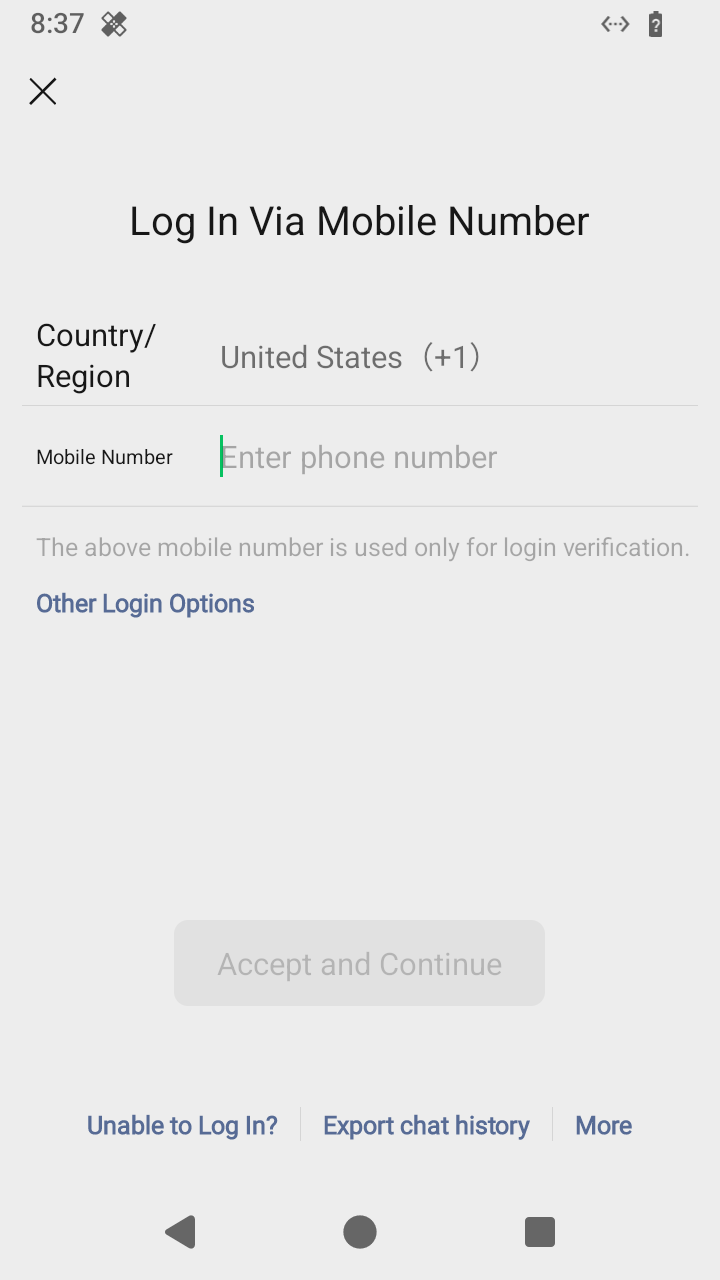 8:37
Log In Via Mobile Number
Country/
Region
United States（+1）
Mobile Number
Enter phone number
The above mobile number is used only for login verification.
Other Login Options
Accept and Continue
Unable to Log In?
Export chat history
More